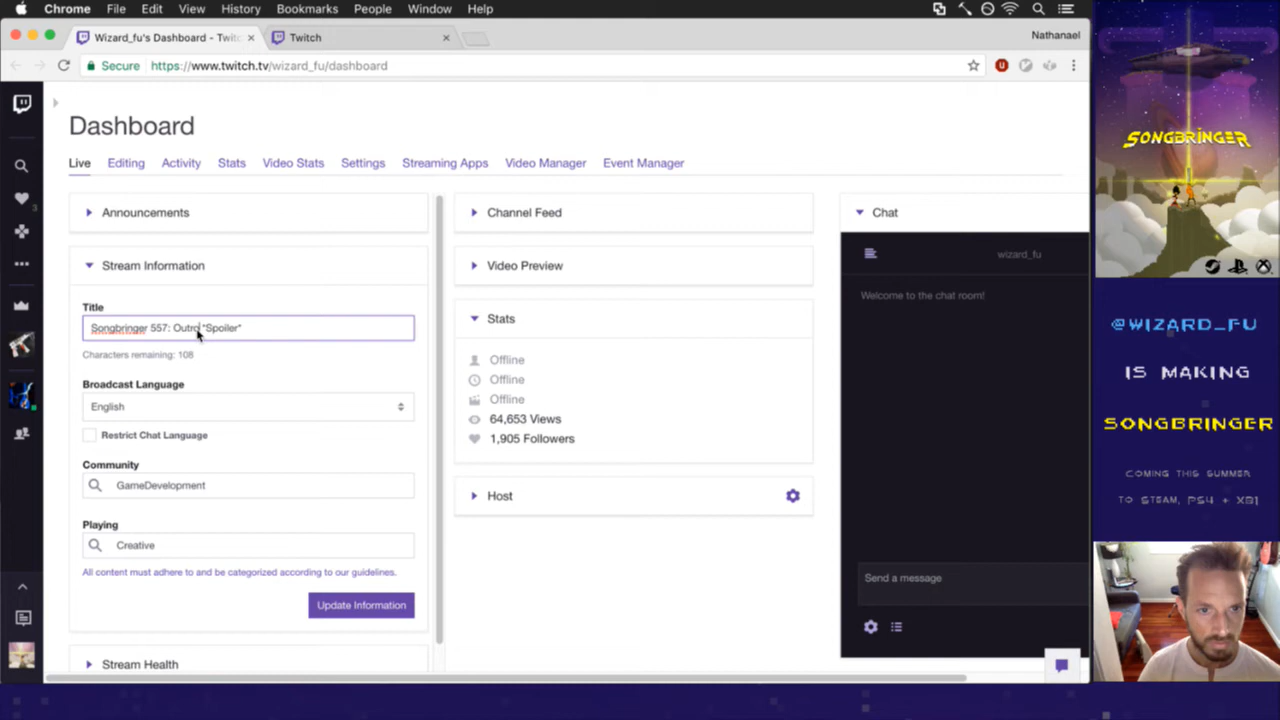 Chrome File Edit View History Bookmarks People Window Help
Wizard_fu's Dashboard - Twitc
Twitch
Nathanael
Secure https://www.twitch.tv/wizard_fu/dashboard
Dashboard
Live Editing Activity Stats Video Stats Settings Streaming Apps Video Manager Event Manager
Announcements
Stream Information
Title
Songbringer 557: Outro *Spoiler*
Characters remaining: 108
Broadcast Language
English
Restrict Chat Language
Community
GameDevelopment
Playing
Creative
All content must adhere to and be categorized according to our guidelines.
Update Information
Stream Health
Channel Feed
Video Preview
Stats
Offline
Offline
Offline
64,653 Views
1,905 Followers
Host
Chat
wizard_fu
Welcome to the chat room!
Send a message
3
SONGBRINGER
@WIZARD_FU
IS MAKING
SONGBRINGER
COMING THIS SUMMER
TO STEAM, PS4 + XB1